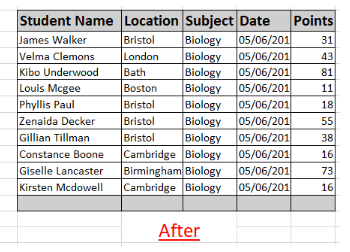 Student Name Location Subject Date Points
James Walker Bristol Biology 05/06/201 31
Velma Clemons London Biology 05/06/201 43
Kibo Underwood Bath Biology 05/06/201 81
Louis Mcgee Boston Biology 05/06/201 11
Phyllis Paul Bristol Biology 05/06/201 18
Zenaida Decker Bristol Biology 05/06/201 55
Gillian Tillman Bristol Biology 05/06/201 38
Constance Boone Cambridge Biology 05/06/201 16
Giselle Lancaster Birmingham Biology 05/06/201 73
Kirsten Mcdowell Cambridge Biology 05/06/201 16
After